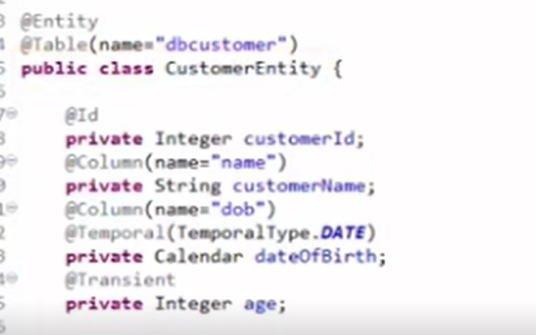 @Entity
@Table(name="dbcustomer")
public class CustomerEntity {
@Id
private Integer customerId;
@Column(name="name")
private String customerName;
@Column(name="dob")
@Temporal(TemporalType.DATE)
private Calendar dateOfBirth;
@Transient
private Integer age;